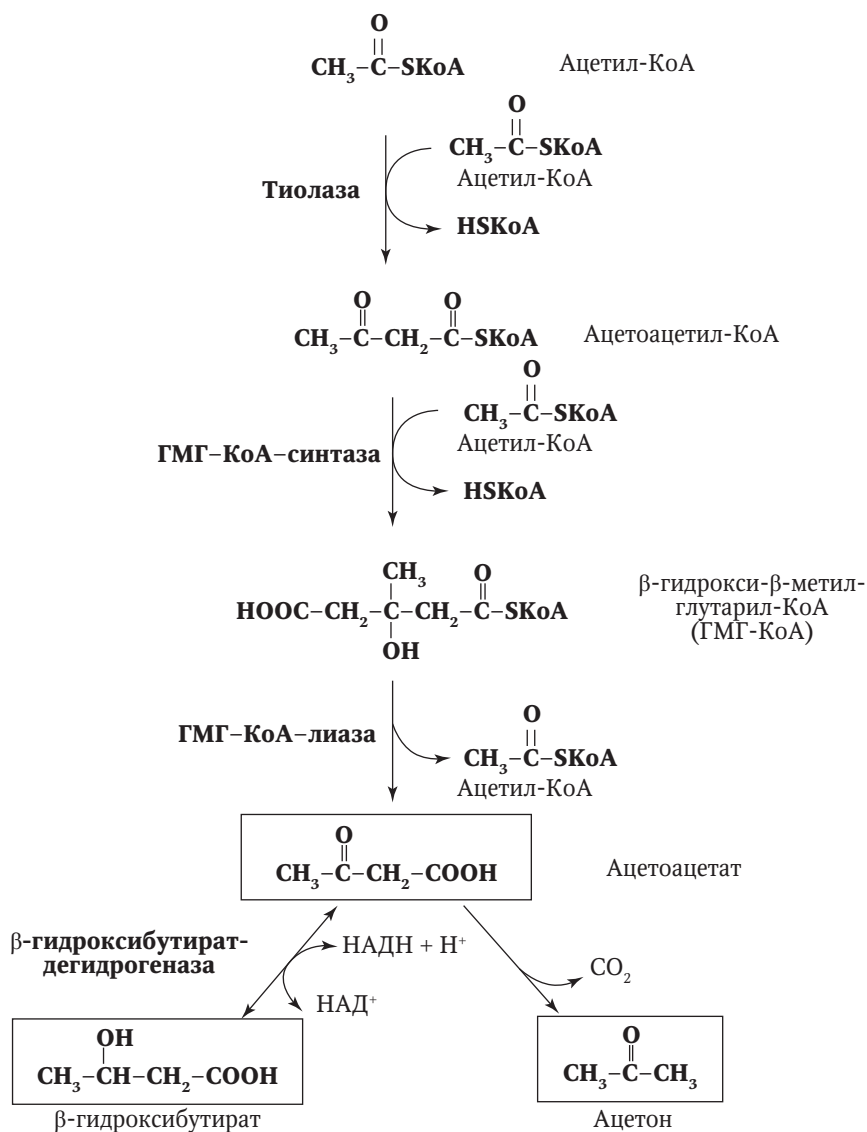 O
CH₃–C–SKoA Ацетил-КоА
O
CH₃–C–SKoA
Ацетил-КоА
Тиолаза
HSKoA
O O
CH₃–C–CH₂–C–SKoA Ацетоацетил-КоА
O
CH₃–C–SKoA
Ацетил-КоА
ГМГ–КоА–синтаза
HSKoA
CH₃ O
HOOC–CH₂–C–CH₂–C–SKoA
OH
β-гидрокси-β-метил-
глутарил-КоА
(ГМГ-КоА)
ГМГ–КоА–лиаза
O
CH₃–C–SKoA
Ацетил-КоА
O
CH₃–C–CH₂–COOH Ацетоацетат
β-гидроксибутират-
дегидрогеназа
НАДН + Н⁺
НАД⁺
CO₂
OH
CH₃–CH–CH₂–COOH
β-гидроксибутират
O
CH₃–C–CH₃
Ацетон